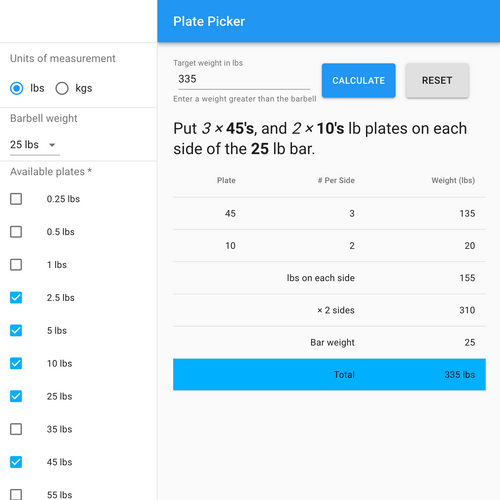 Plate Picker
Units of measurement
lbs kgs
Barbell weight
25 lbs
Available plates *
0.25 lbs
0.5 lbs
1 lbs
2.5 lbs
5 lbs
10 lbs
25 lbs
35 lbs
45 lbs
55 lbs
Target weight in lbs
335
CALCULATE
RESET
Enter a weight greater than the barbell
Put 3 × 45's, and 2 × 10's lb plates on each
side of the 25 lb bar.
Plate # Per Side Weight (lbs)
45 3 135
10 2 20
lbs on each side 155
× 2 sides 310
Bar weight 25
Total 335 lbs